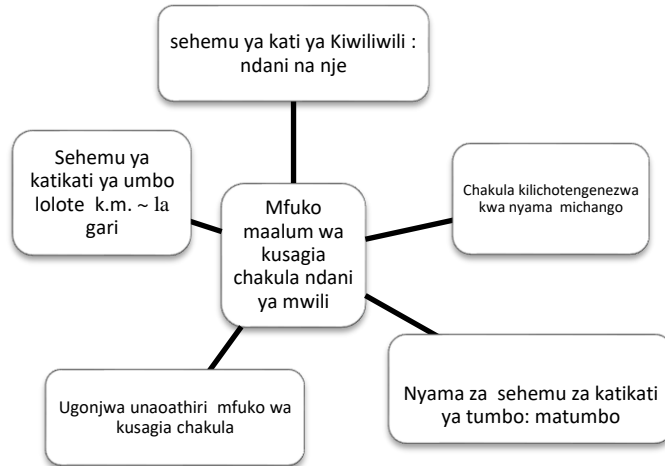 sehemu ya kati ya Kiwiliwili :
ndani na nje
Sehemu ya
katikati ya umbo
lolote k.m. ~ la
gari
Mfuko
maalum wa
kusagia
chakula ndani
ya mwili
Chakula kilichotengenezwa
kwa nyama michango
Ugonjwa unaoathiri mfuko wa
kusagia chakula
Nyama za sehemu za katikati
ya tumbo: matumbo